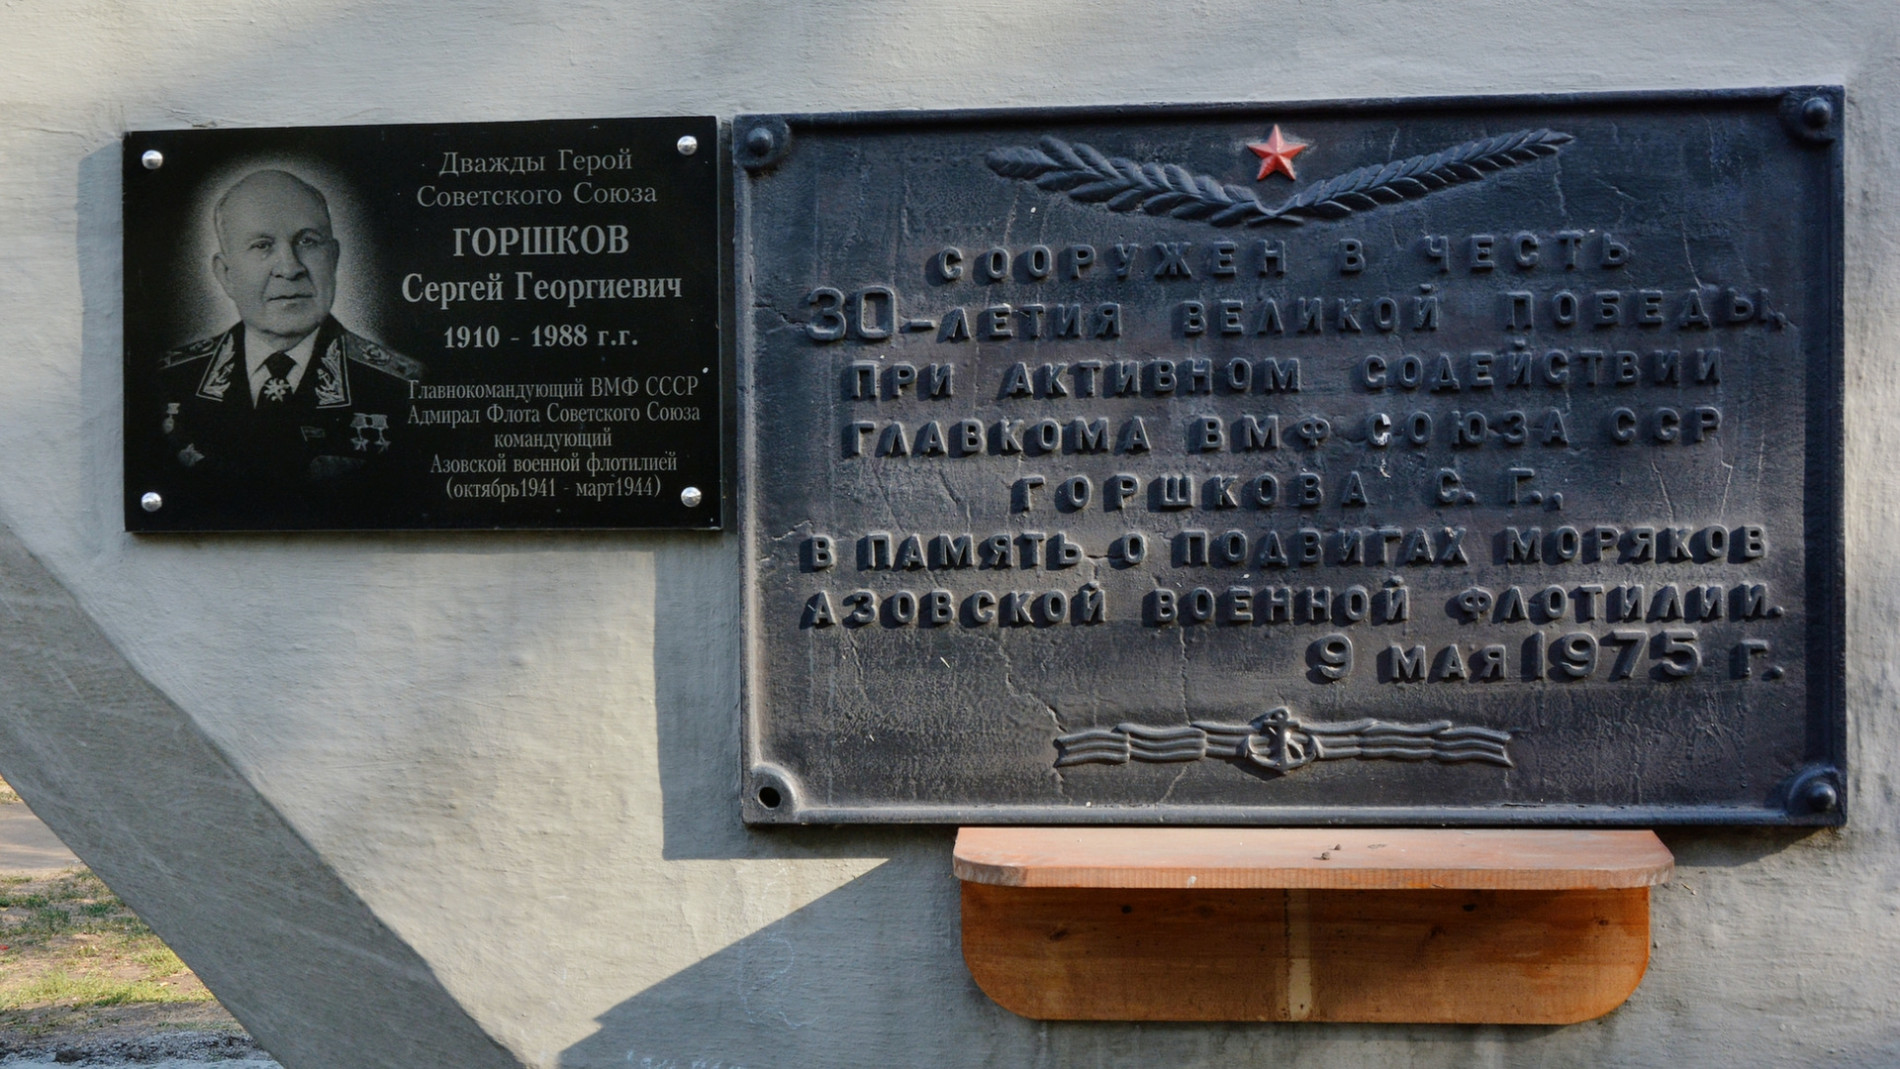 Дважды Герой
Советского Союза
ГОРШКОВ
Сергей Георгиевич
1910 - 1988 г.г.
Главнокомандующий ВМФ СССР
Адмирал Флота Советского Союза
командующий
Азовской военной флотилией
(октябрь1941 - март1944)
СООРУЖЕН В ЧЕСТЬ
30-ЛЕТИЯ ВЕЛИКОЙ ПОБЕДЫ,
ПРИ АКТИВНОМ СОДЕЙСТВИИ
ГЛАВКОМА ВМФ СОЮЗА ССР
ГОРШКОВА С. Г.,
В ПАМЯТЬ О ПОДВИГАХ МОРЯКОВ
АЗОВСКОЙ ВОЕННОЙ ФЛОТИЛИИ.
9 МАЯ 1975 г.